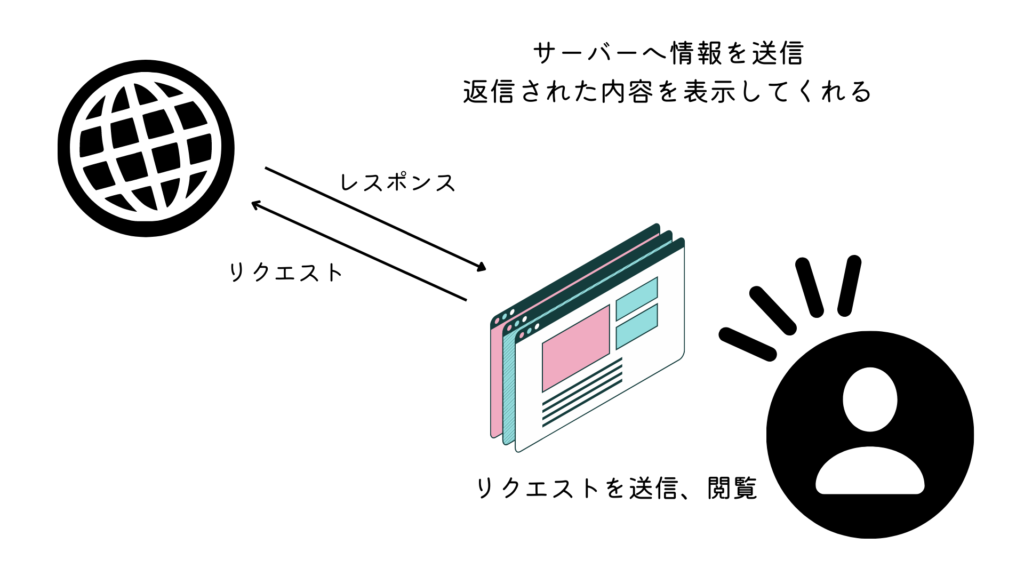 サーバーへ情報を送信
返信された内容を表示してくれる
レスポンス
リクエスト
リクエストを送信、閲覧